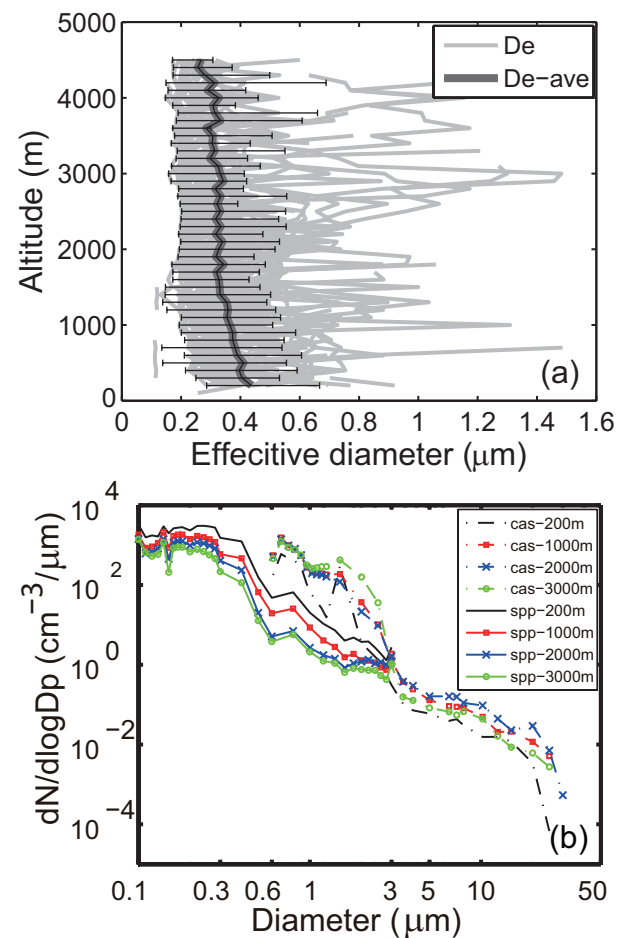 5000
4000
3000
2000
1000
0
Altitude (m)
De
De-ave
(a)
0 0.2 0.4 0.6 0.8 1 1.2 1.4 1.6
Effecitive diameter (μm)
10 4
10 2
10 0
10 −2
10 −4
dN/dlogDp (cm−3/μm)
cas-200m
cas-1000m
cas-2000m
cas-3000m
spp-200m
spp-1000m
spp-2000m
spp-3000m
(b)
0.1 0.3 0.6 1 3 5 10 50
Diameter (μm)